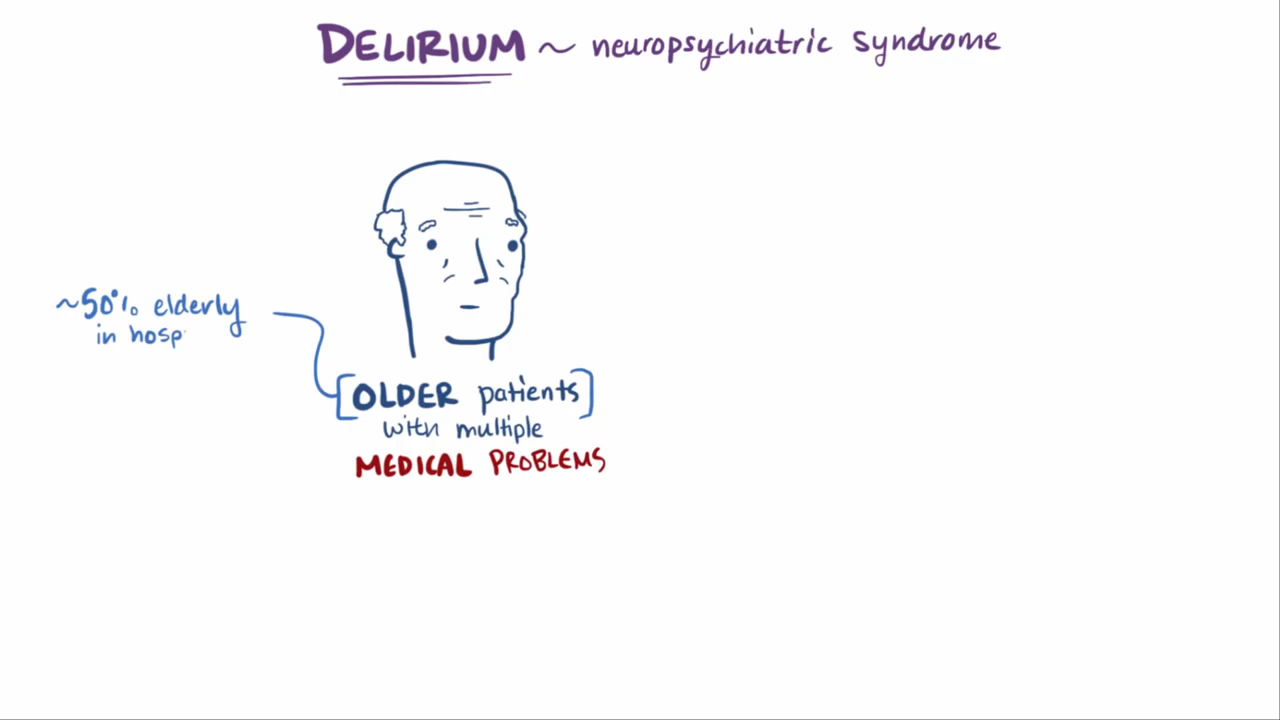 DELIRIUM ~ neuropsychiatric syndrome
~50% elderly
in hosp
[OLDER patients]
with multiple
MEDICAL PROBLEMS